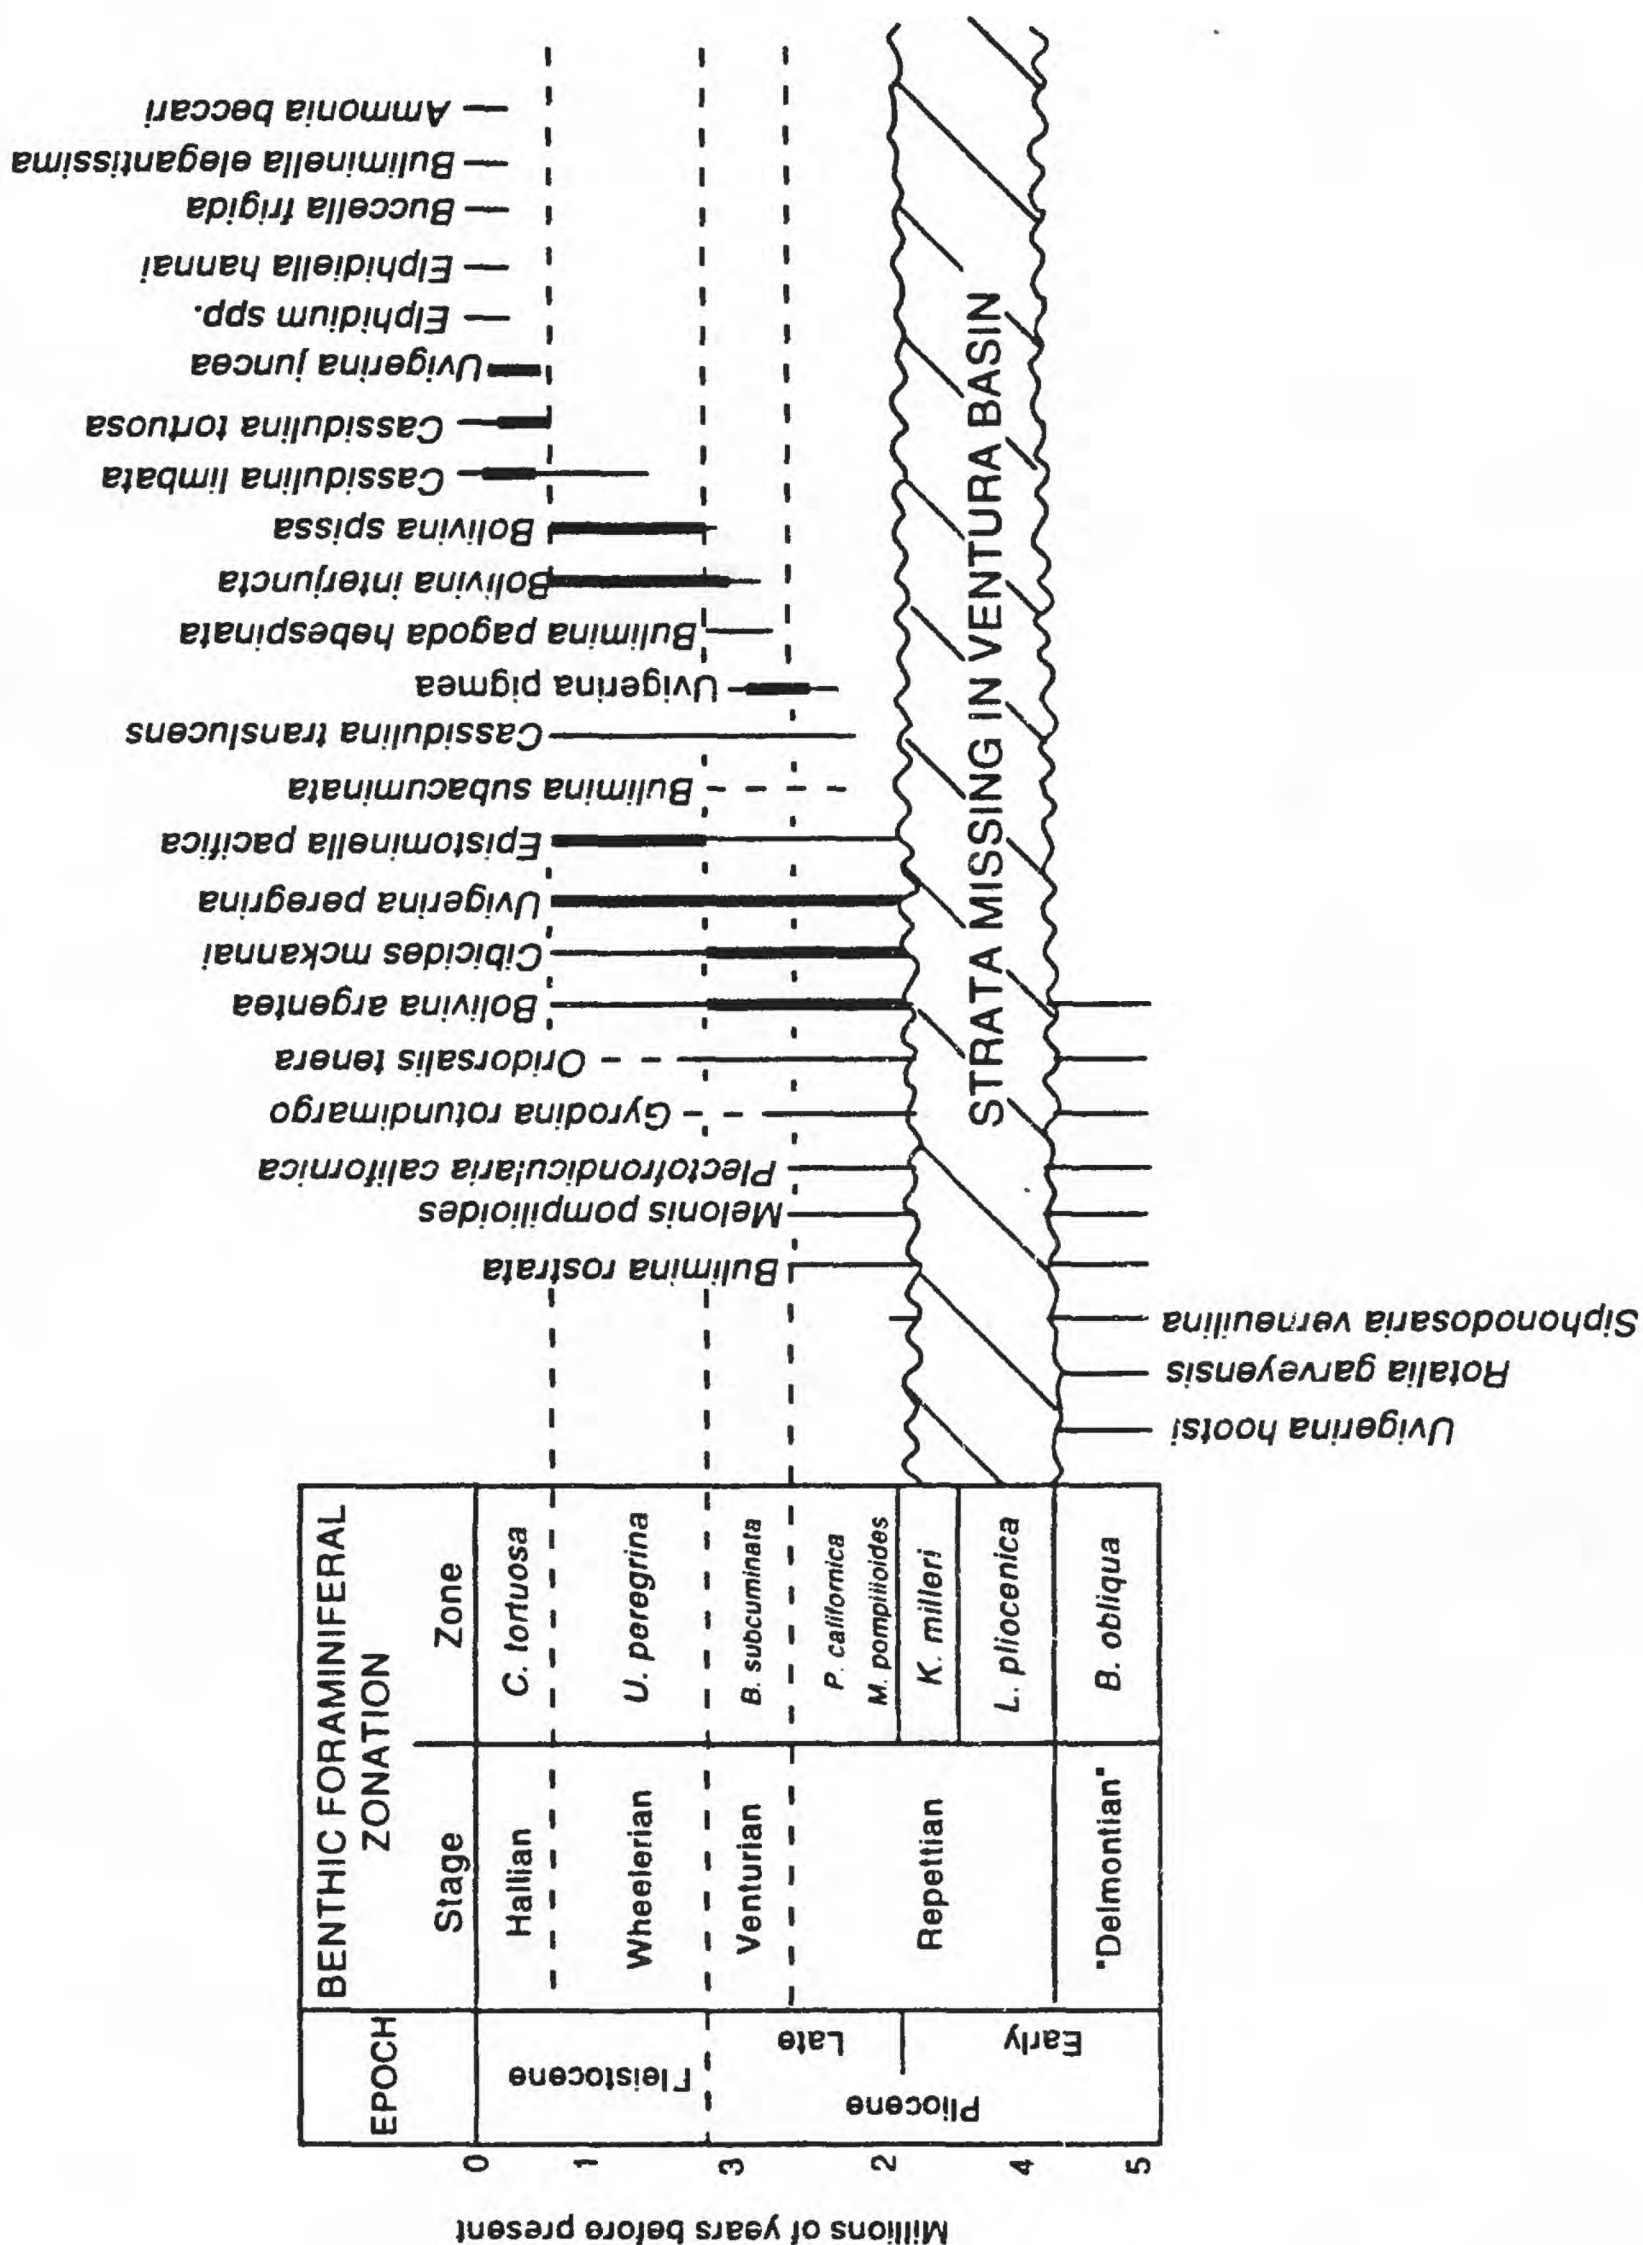 Millions of years before present
0
1
3
2
4
5
EPOCH
Pleistocene
Pliocene
Late
Early
BENTHIC FORAMINIFERAL
ZONATION
Stage
Zone
Hallian
C. tortuosa
Wheelerian
U. peregrina
Venturian
B. subcuminata
Repettian
P. californica
M. pompilioides
K. milleri
L. pliocenica
"Delmontian"
B. obliqua
Ammonia beccari
Buliminella elegantissima
Buccella frigida
Elphidiella hannai
Elphidium spp.
Uvigerina juncea
Cassidulina tortuosa
Cassidulina limbata
Bolivina spissa
Bolivina interjuncta
Bulimina pagoda hebespinata
Uvigerina pigmea
Cassidulina translucens
Bulimina subacuminata
Epistominella pacifica
Uvigerina peregrina
Cibicides mckannai
Bolivina argentea
Oridorsalis tenera
Gyrodina rotundimargo
Plectofrondicularia californica
Melonis pompilioides
Bulimina rostrata
Siphonodosaria verneuilina
Rotalia garveyensis
Uvigerina hootsi
STRATA MISSING IN VENTURA BASIN